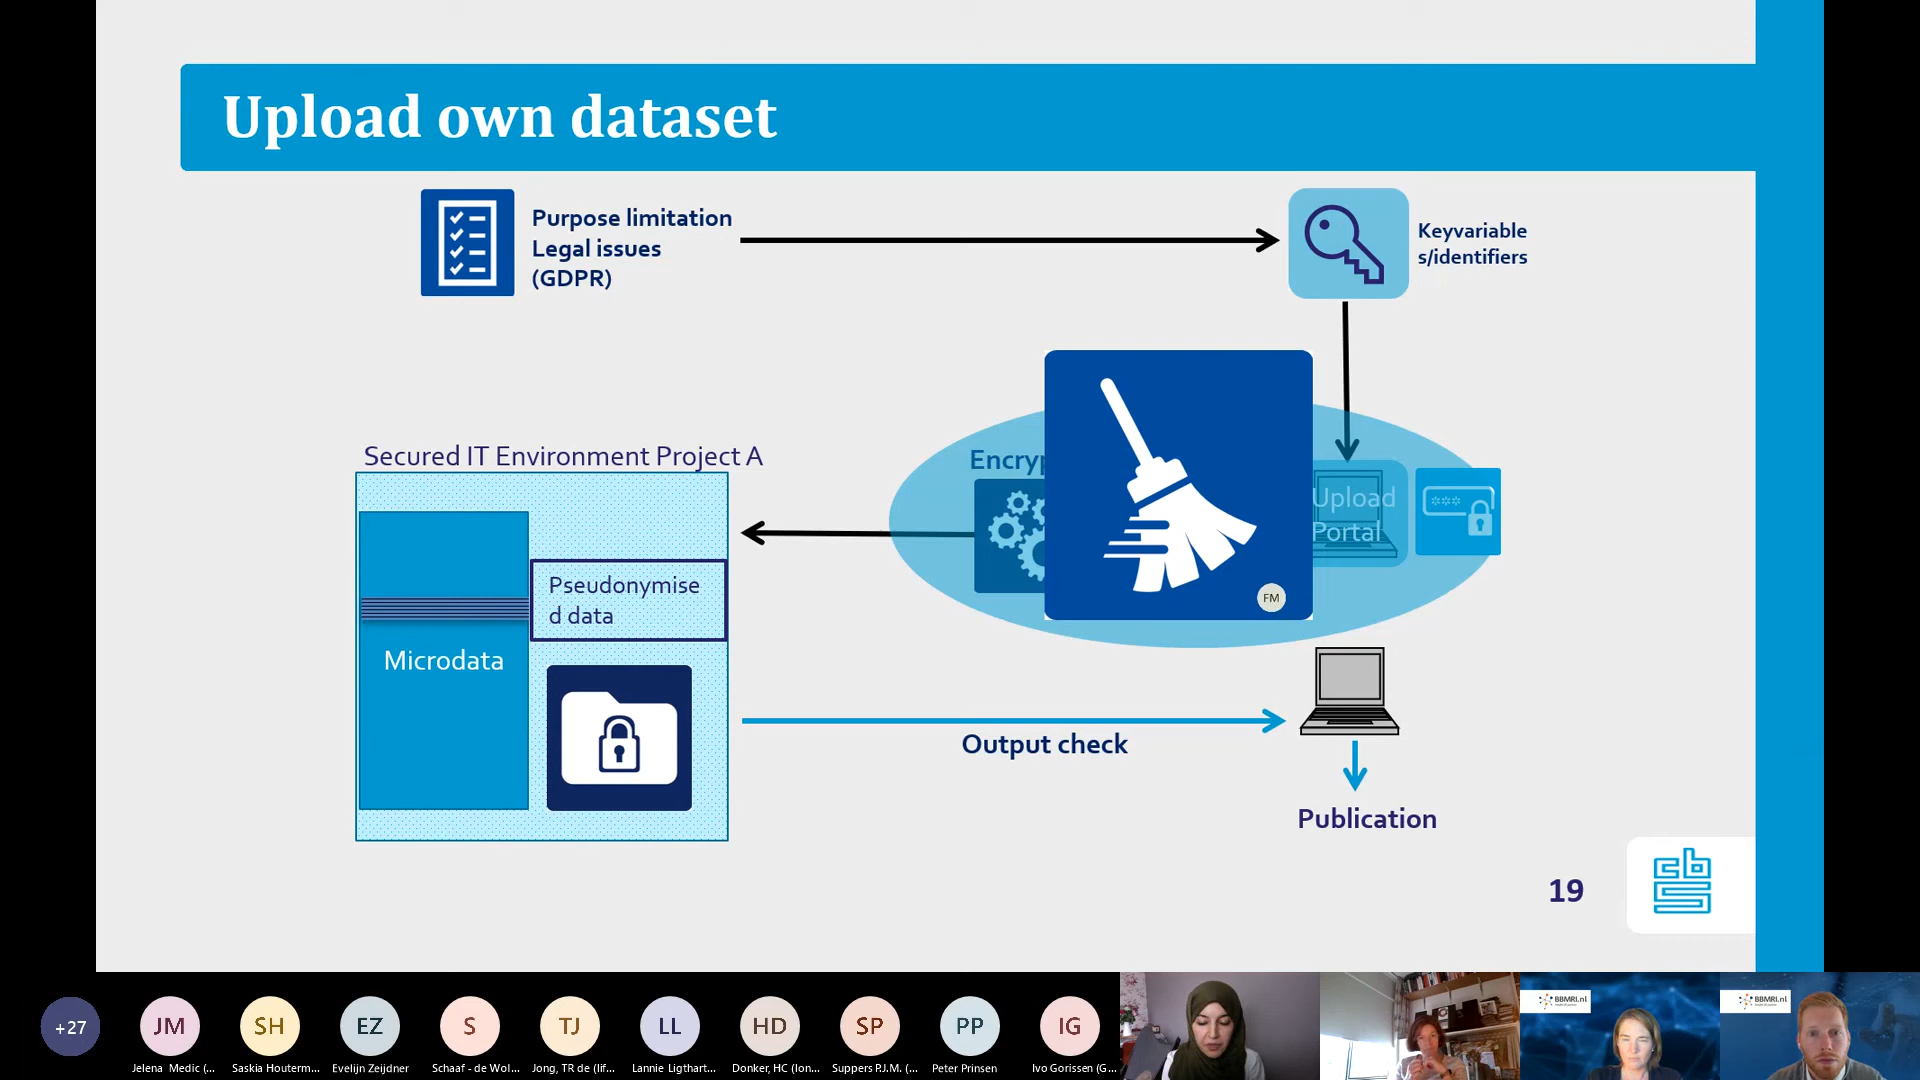 Upload own dataset
Purpose limitation
Legal issues
(GDPR)
Keyvariable
s/identifiers
Secured IT Environment Project A
Encryp
Upload
Portal
***
Pseudonymise
d data
Microdata
FM
Output check
Publication
19
cbs
+27
JM
SH
EZ
S
TJ
LL
HD
SP
PP
IG
Jelena Medic (...
Saskia Houterm...
Evelijn Zeijdner
Schaaf - de Wol...
Jong, TR de (lif...
Lannie Ligthart...
Donker, HC (lon...
Suppers P.J.M. (...
Peter Prinsen
Ivo Gorissen (G...
BBMRI.nl
BBMRI.nl